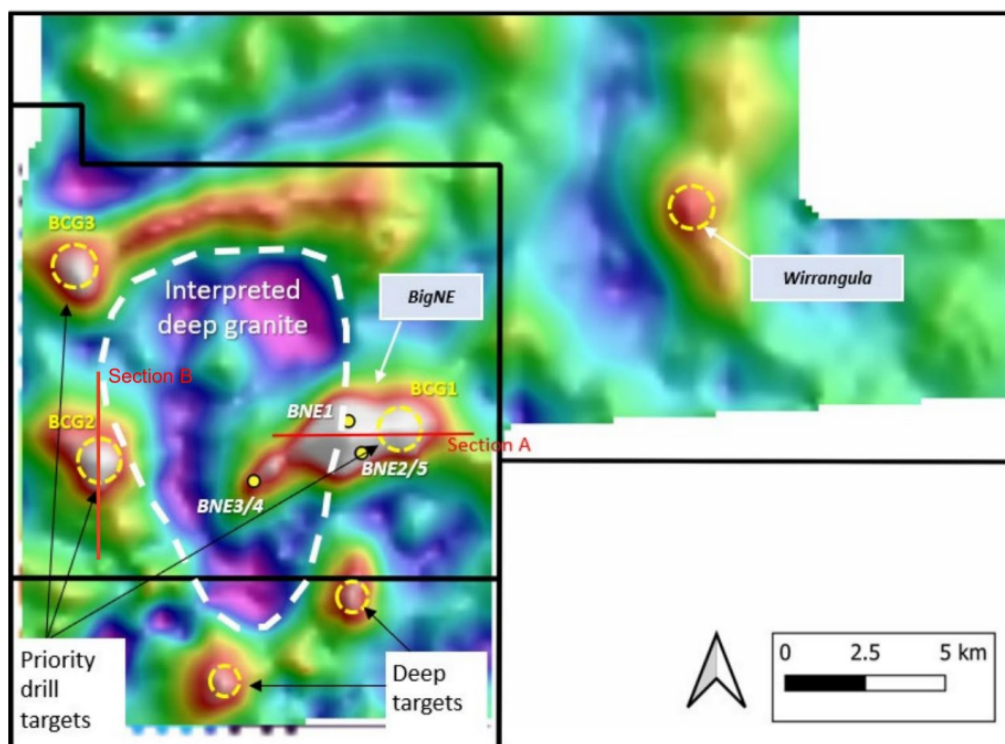 BCG3
Interpreted
deep granite
BigNE
Wirrangula
Section B
BCG2
BNE1
BCG1
Section A
BNE2/5
BNE3/4
Priority
drill
targets
Deep
targets
0 2.5 5 km